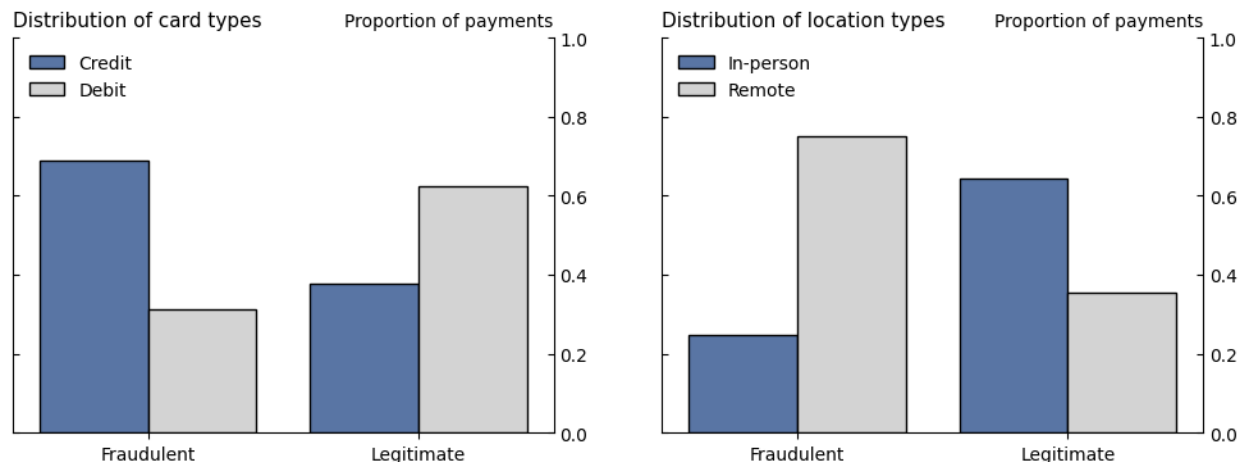 Distribution of card types
Proportion of payments
Credit
Debit
1.0
0.8
0.6
0.4
0.2
0.0
Fraudulent
Legitimate
Distribution of location types
Proportion of payments
In-person
Remote
1.0
0.8
0.6
0.4
0.2
0.0
Fraudulent
Legitimate